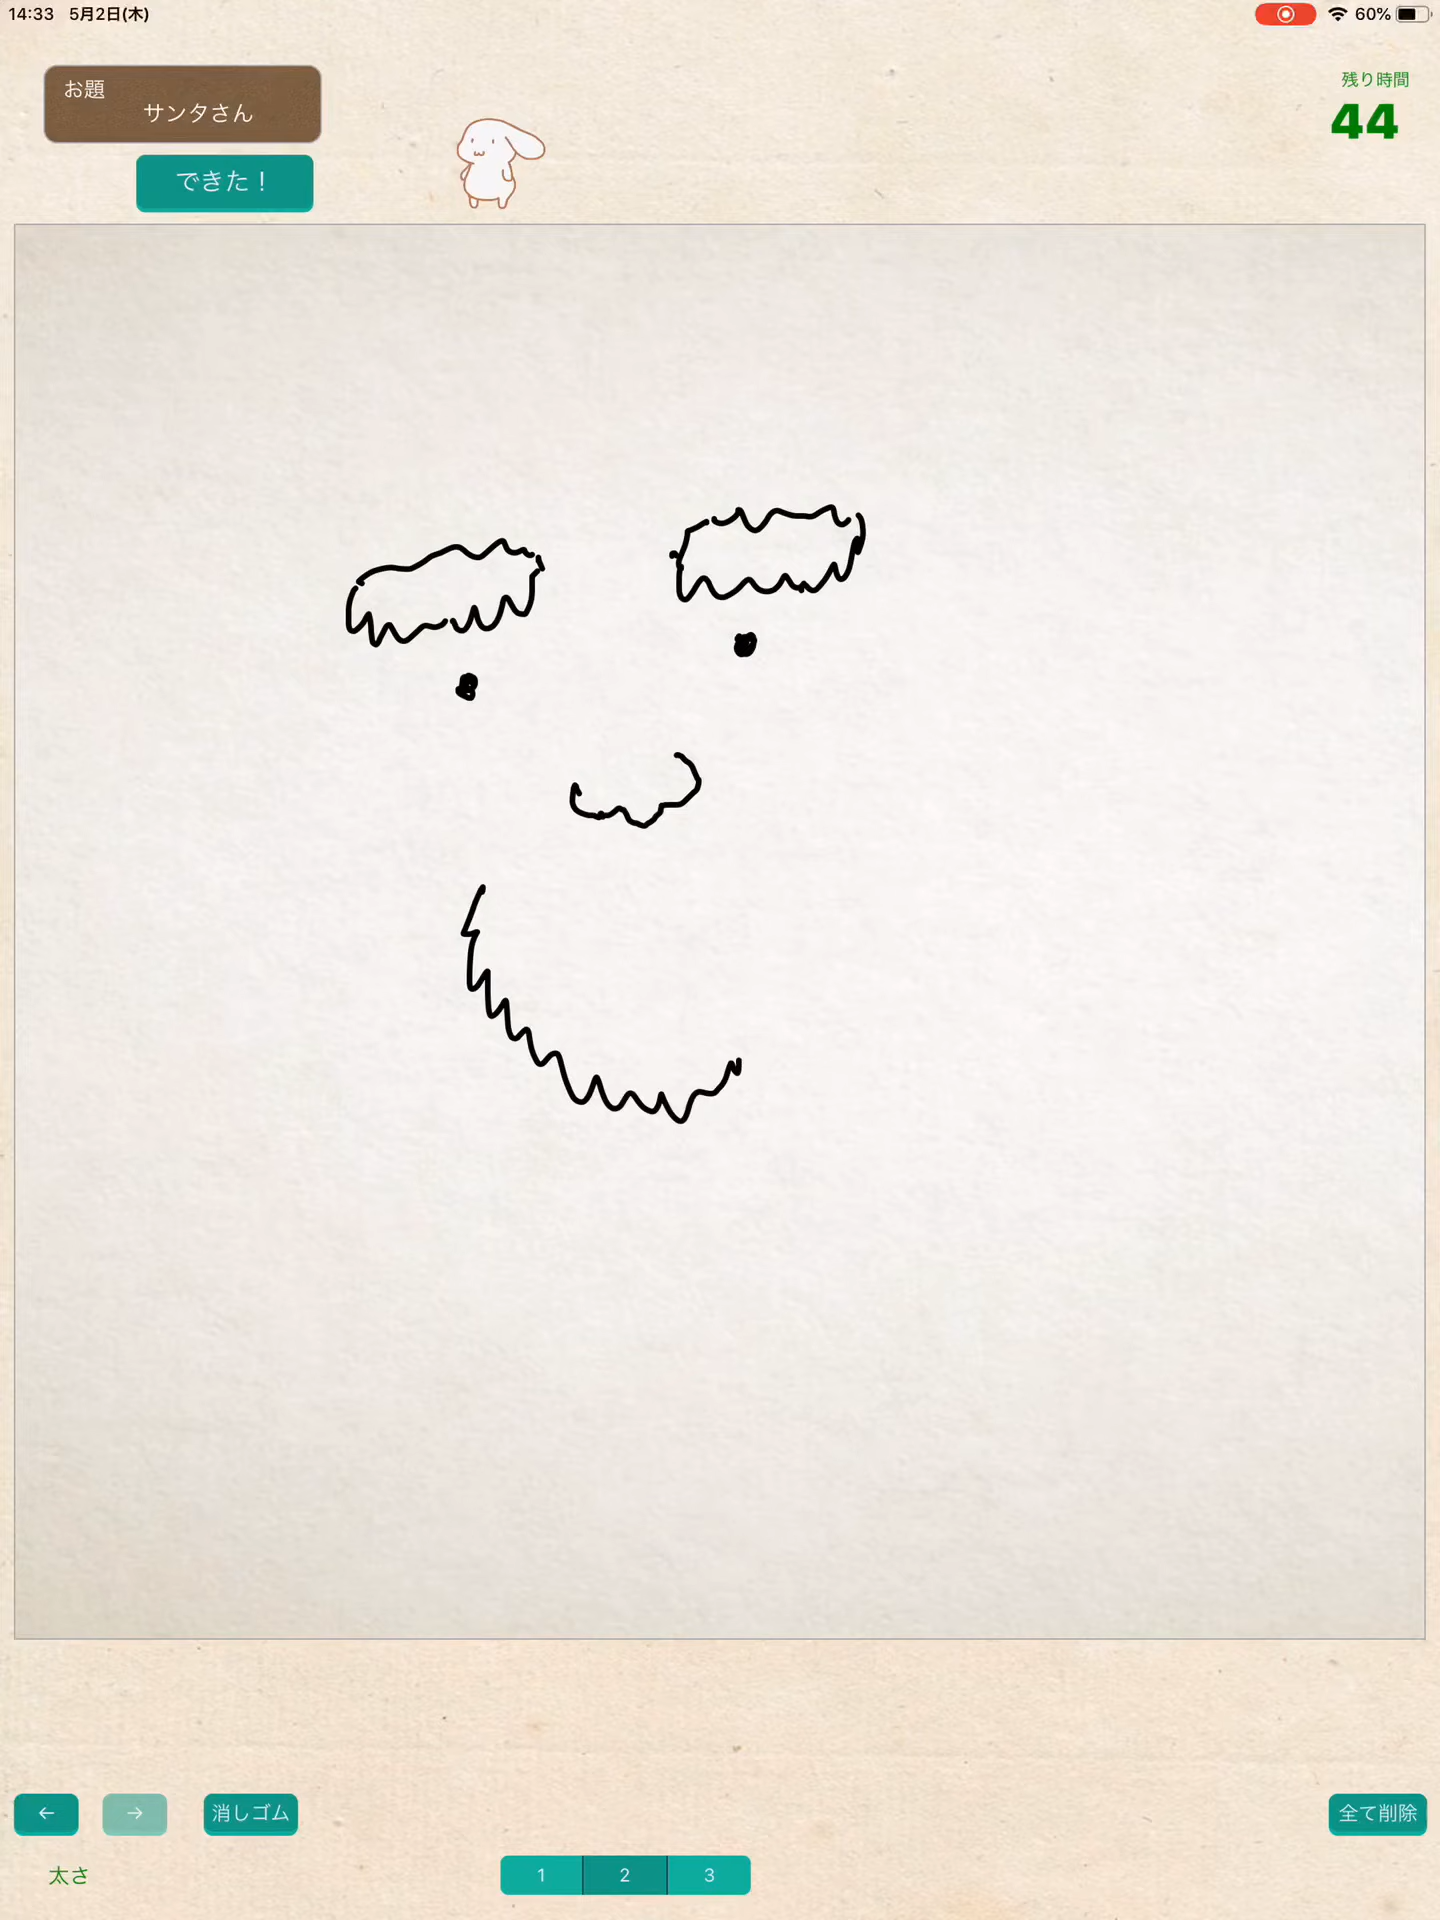 14:33 5月2日(木)
60%
お題
サンタさん
できた！
残り時間
44
← → 消しゴム 全て削除
太さ 1 2 3